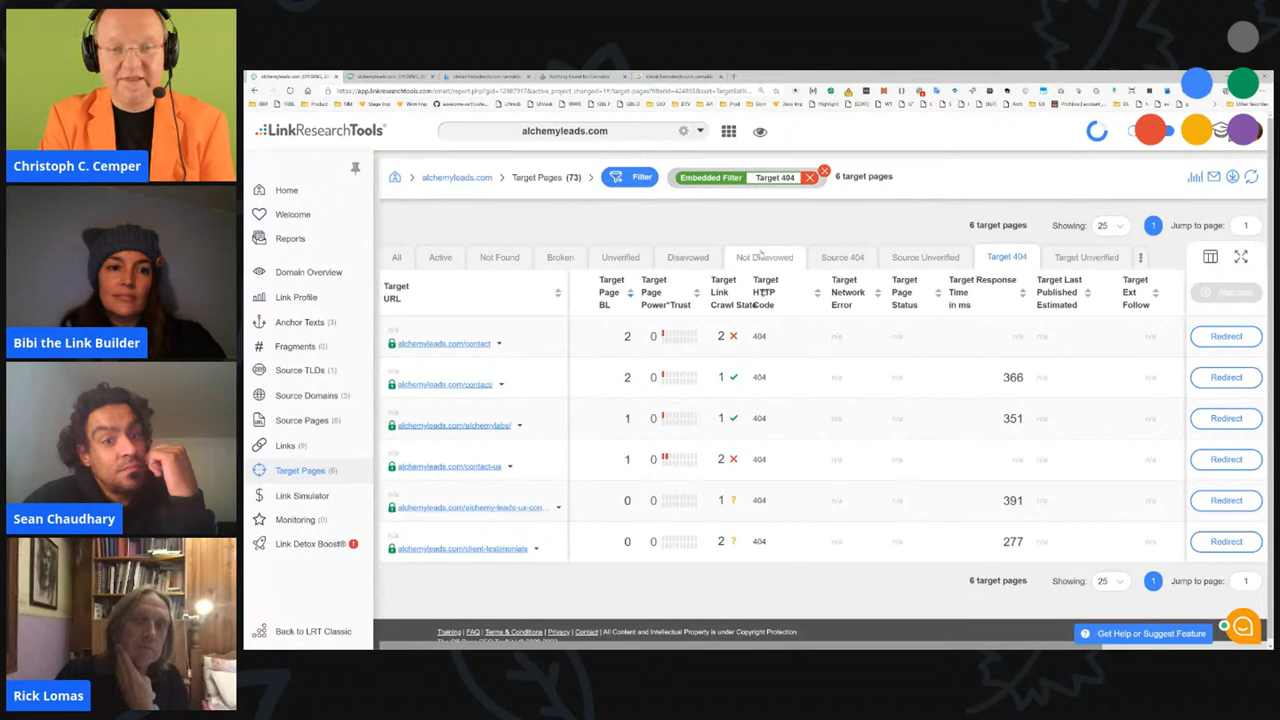 Christoph C. Cemper
Bibi the Link Builder
Sean Chaudhary
Rick Lomas
LinkResearchTools
alchemyleads.com
alchemyleads.com
Target Pages (73)
Filter
Embedded Filter
Target 404
6 target pages
Home
Welcome
Reports
Domain Overview
Link Profile
Anchor Texts (3)
Fragments (0)
Source TLDs (1)
Source Domains (5)
Source Pages (6)
Links (9)
Target Pages (6)
Link Simulator
Monitoring (0)
Link Detox Boost®
Back to LRT Classic
6 target pages
Showing: 25
1
Jump to page: 1
All
Active
Not Found
Broken
Unverified
Disavowed
Not Disavowed
Source 404
Source Unverified
Target 404
Target Unverified
Target URL
Target Page BL
Target Page Power*Trust
Target Link Crawl State
Target HTTP Code
Target Network Error
Target Page Status
Target Response Time in ms
Target Last Published Estimated
Target Ext Follow
n/a
alchemyleads.com/contact 2 0 2 404 n/a n/a n/a n/a n/a Redirect
n/a
alchemyleads.com/contact/ 2 0 1 404 n/a n/a 366 n/a n/a Redirect
n/a
alchemyleads.com/alchemylabs/ 1 0 1 404 n/a n/a 351 n/a n/a Redirect
n/a
alchemyleads.com/contact-us 1 0 2 404 n/a n/a n/a n/a n/a Redirect
n/a
alchemyleads.com/alchemy-leads-ux-con... 0 0 1 ? 404 n/a n/a 391 n/a n/a Redirect
n/a
alchemyleads.com/client-testimonials 0 0 2 ? 404 n/a n/a 277 n/a n/a Redirect
6 target pages
Showing: 25
1
Jump to page: 1
Training | FAQ | Terms & Conditions | Privacy | Contact | All Content and Intellectual Property is under Copyright Protection
Get Help or Suggest Feature